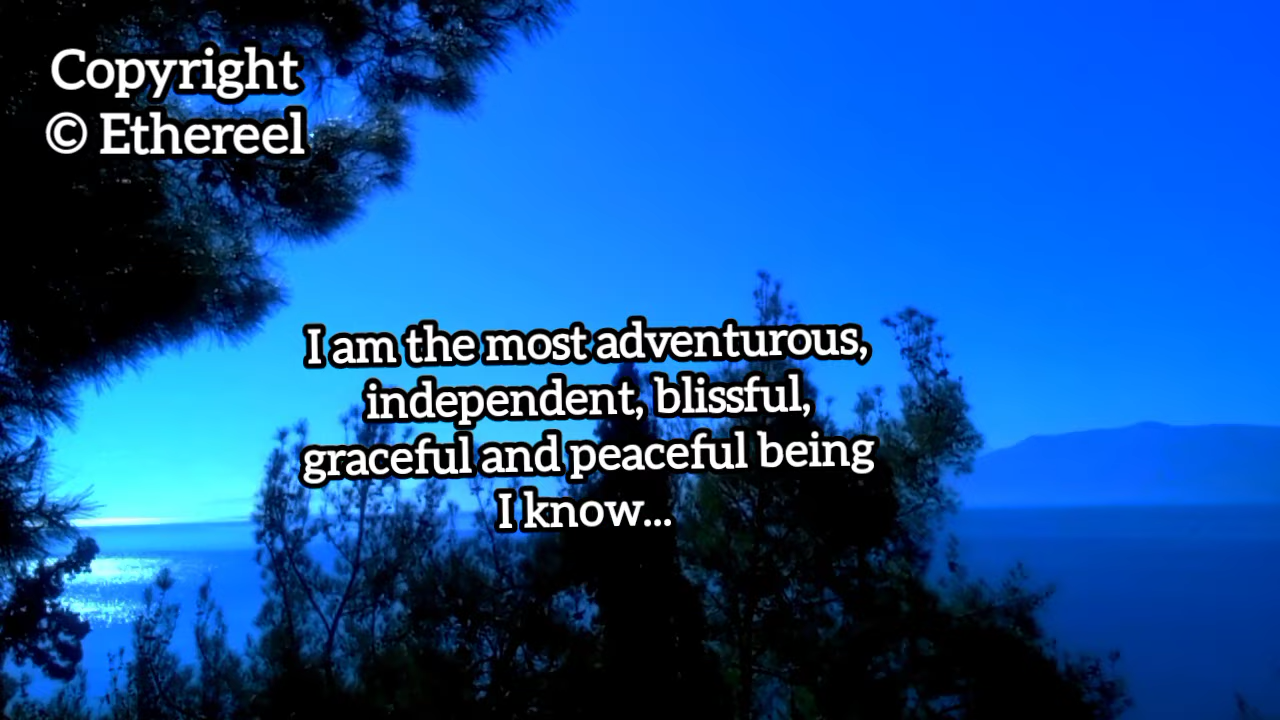 Copyright
© Ethereel
I am the most adventurous,
independent, blissful,
graceful and peaceful being
I know...